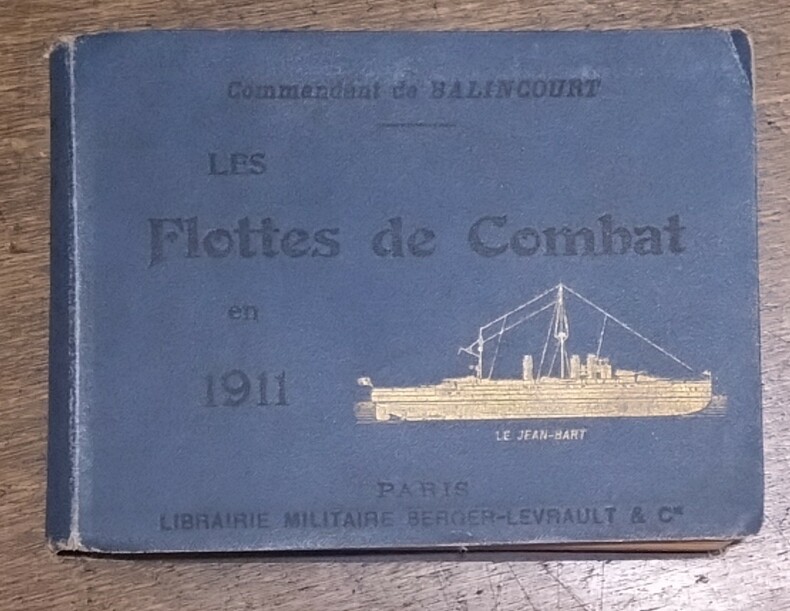 Commandant de BALINCOURT
LES
Flottes de Combat
en
1911
LE JEAN-BART
PARIS
LIBRAIRIE MILITAIRE BERGER-LEVRAULT & Cie